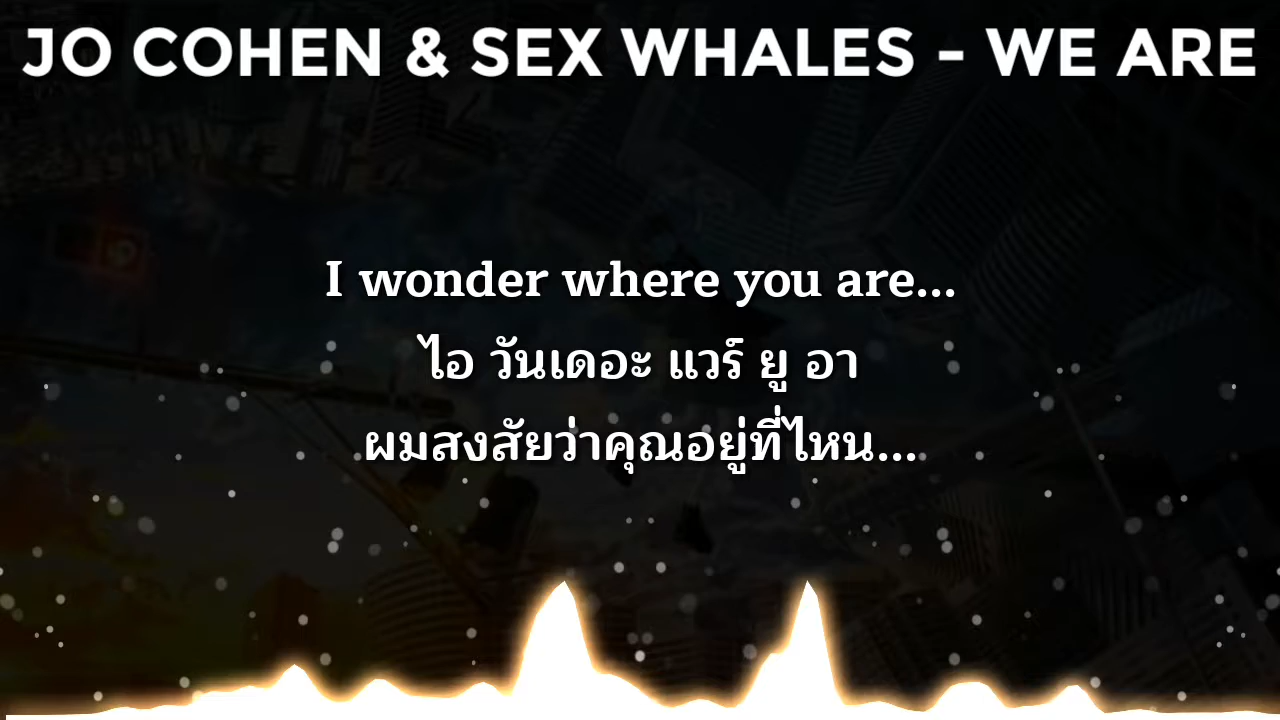 JO COHEN & SEX WHALES - WE ARE
I wonder where you are...
ไอ วันเดอะ แวร์ ยู อา
ผมสงสัยว่าคุณอยู่ที่ไหน...